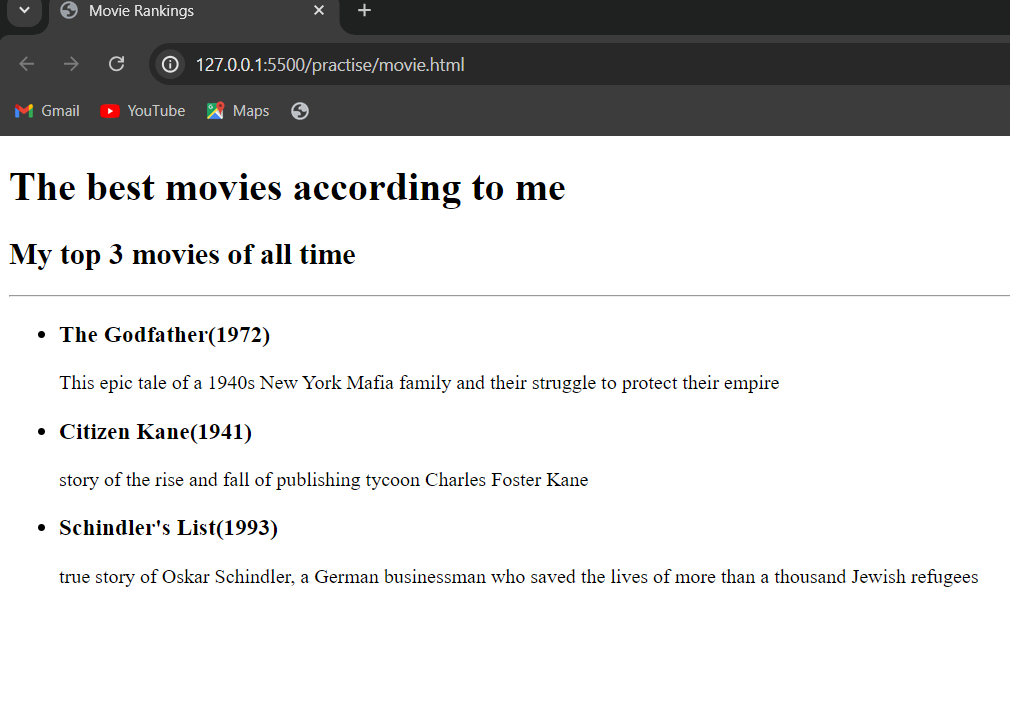 Movie Rankings
127.0.0.1:5500/practise/movie.html
Gmail YouTube Maps
The best movies according to me
My top 3 movies of all time
The Godfather(1972)
This epic tale of a 1940s New York Mafia family and their struggle to protect their empire
Citizen Kane(1941)
story of the rise and fall of publishing tycoon Charles Foster Kane
Schindler's List(1993)
true story of Oskar Schindler, a German businessman who saved the lives of more than a thousand Jewish refugees